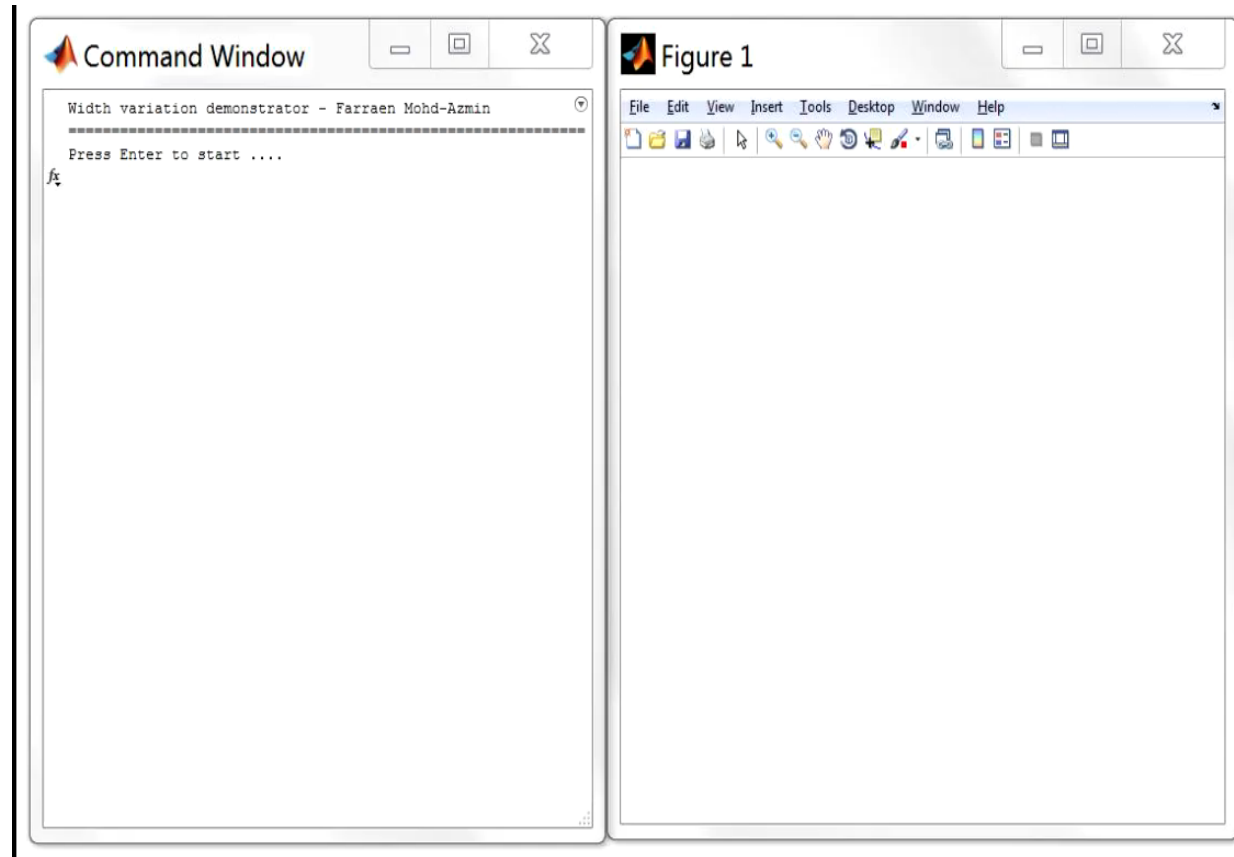 Command Window
Width variation demonstrator - Farraen Mohd-Azmin
============================================================
Press Enter to start ....
fx
Figure 1
File Edit View Insert Tools Desktop Window Help